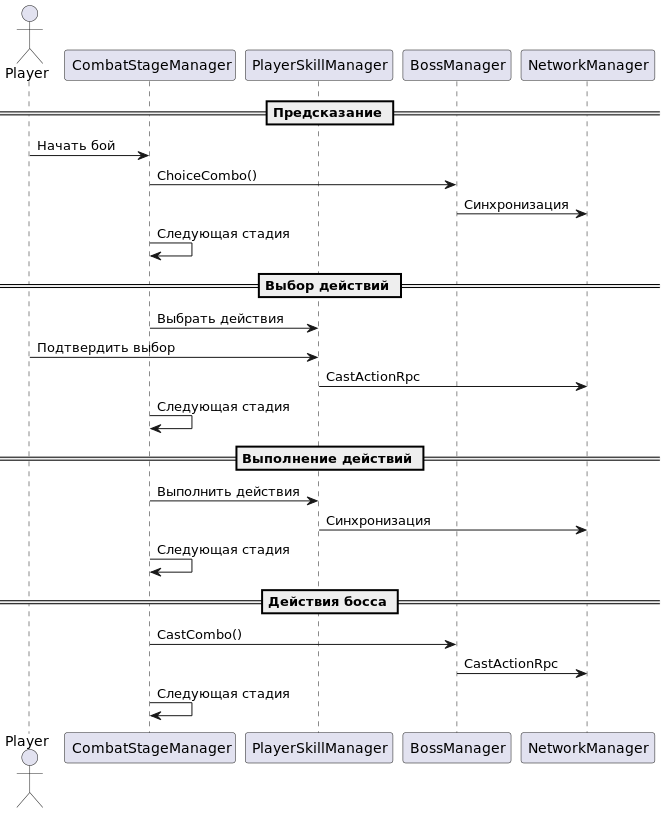 Player
CombatStageManager
PlayerSkillManager
BossManager
NetworkManager
Предсказание
Начать бой
ChoiceCombo()
Синхронизация
Следующая стадия
Выбор действий
Выбрать действия
Подтвердить выбор
CastActionRpc
Следующая стадия
Выполнение действий
Выполнить действия
Синхронизация
Следующая стадия
Действия босса
CastCombo()
CastActionRpc
Следующая стадия
Player
CombatStageManager
PlayerSkillManager
BossManager
NetworkManager